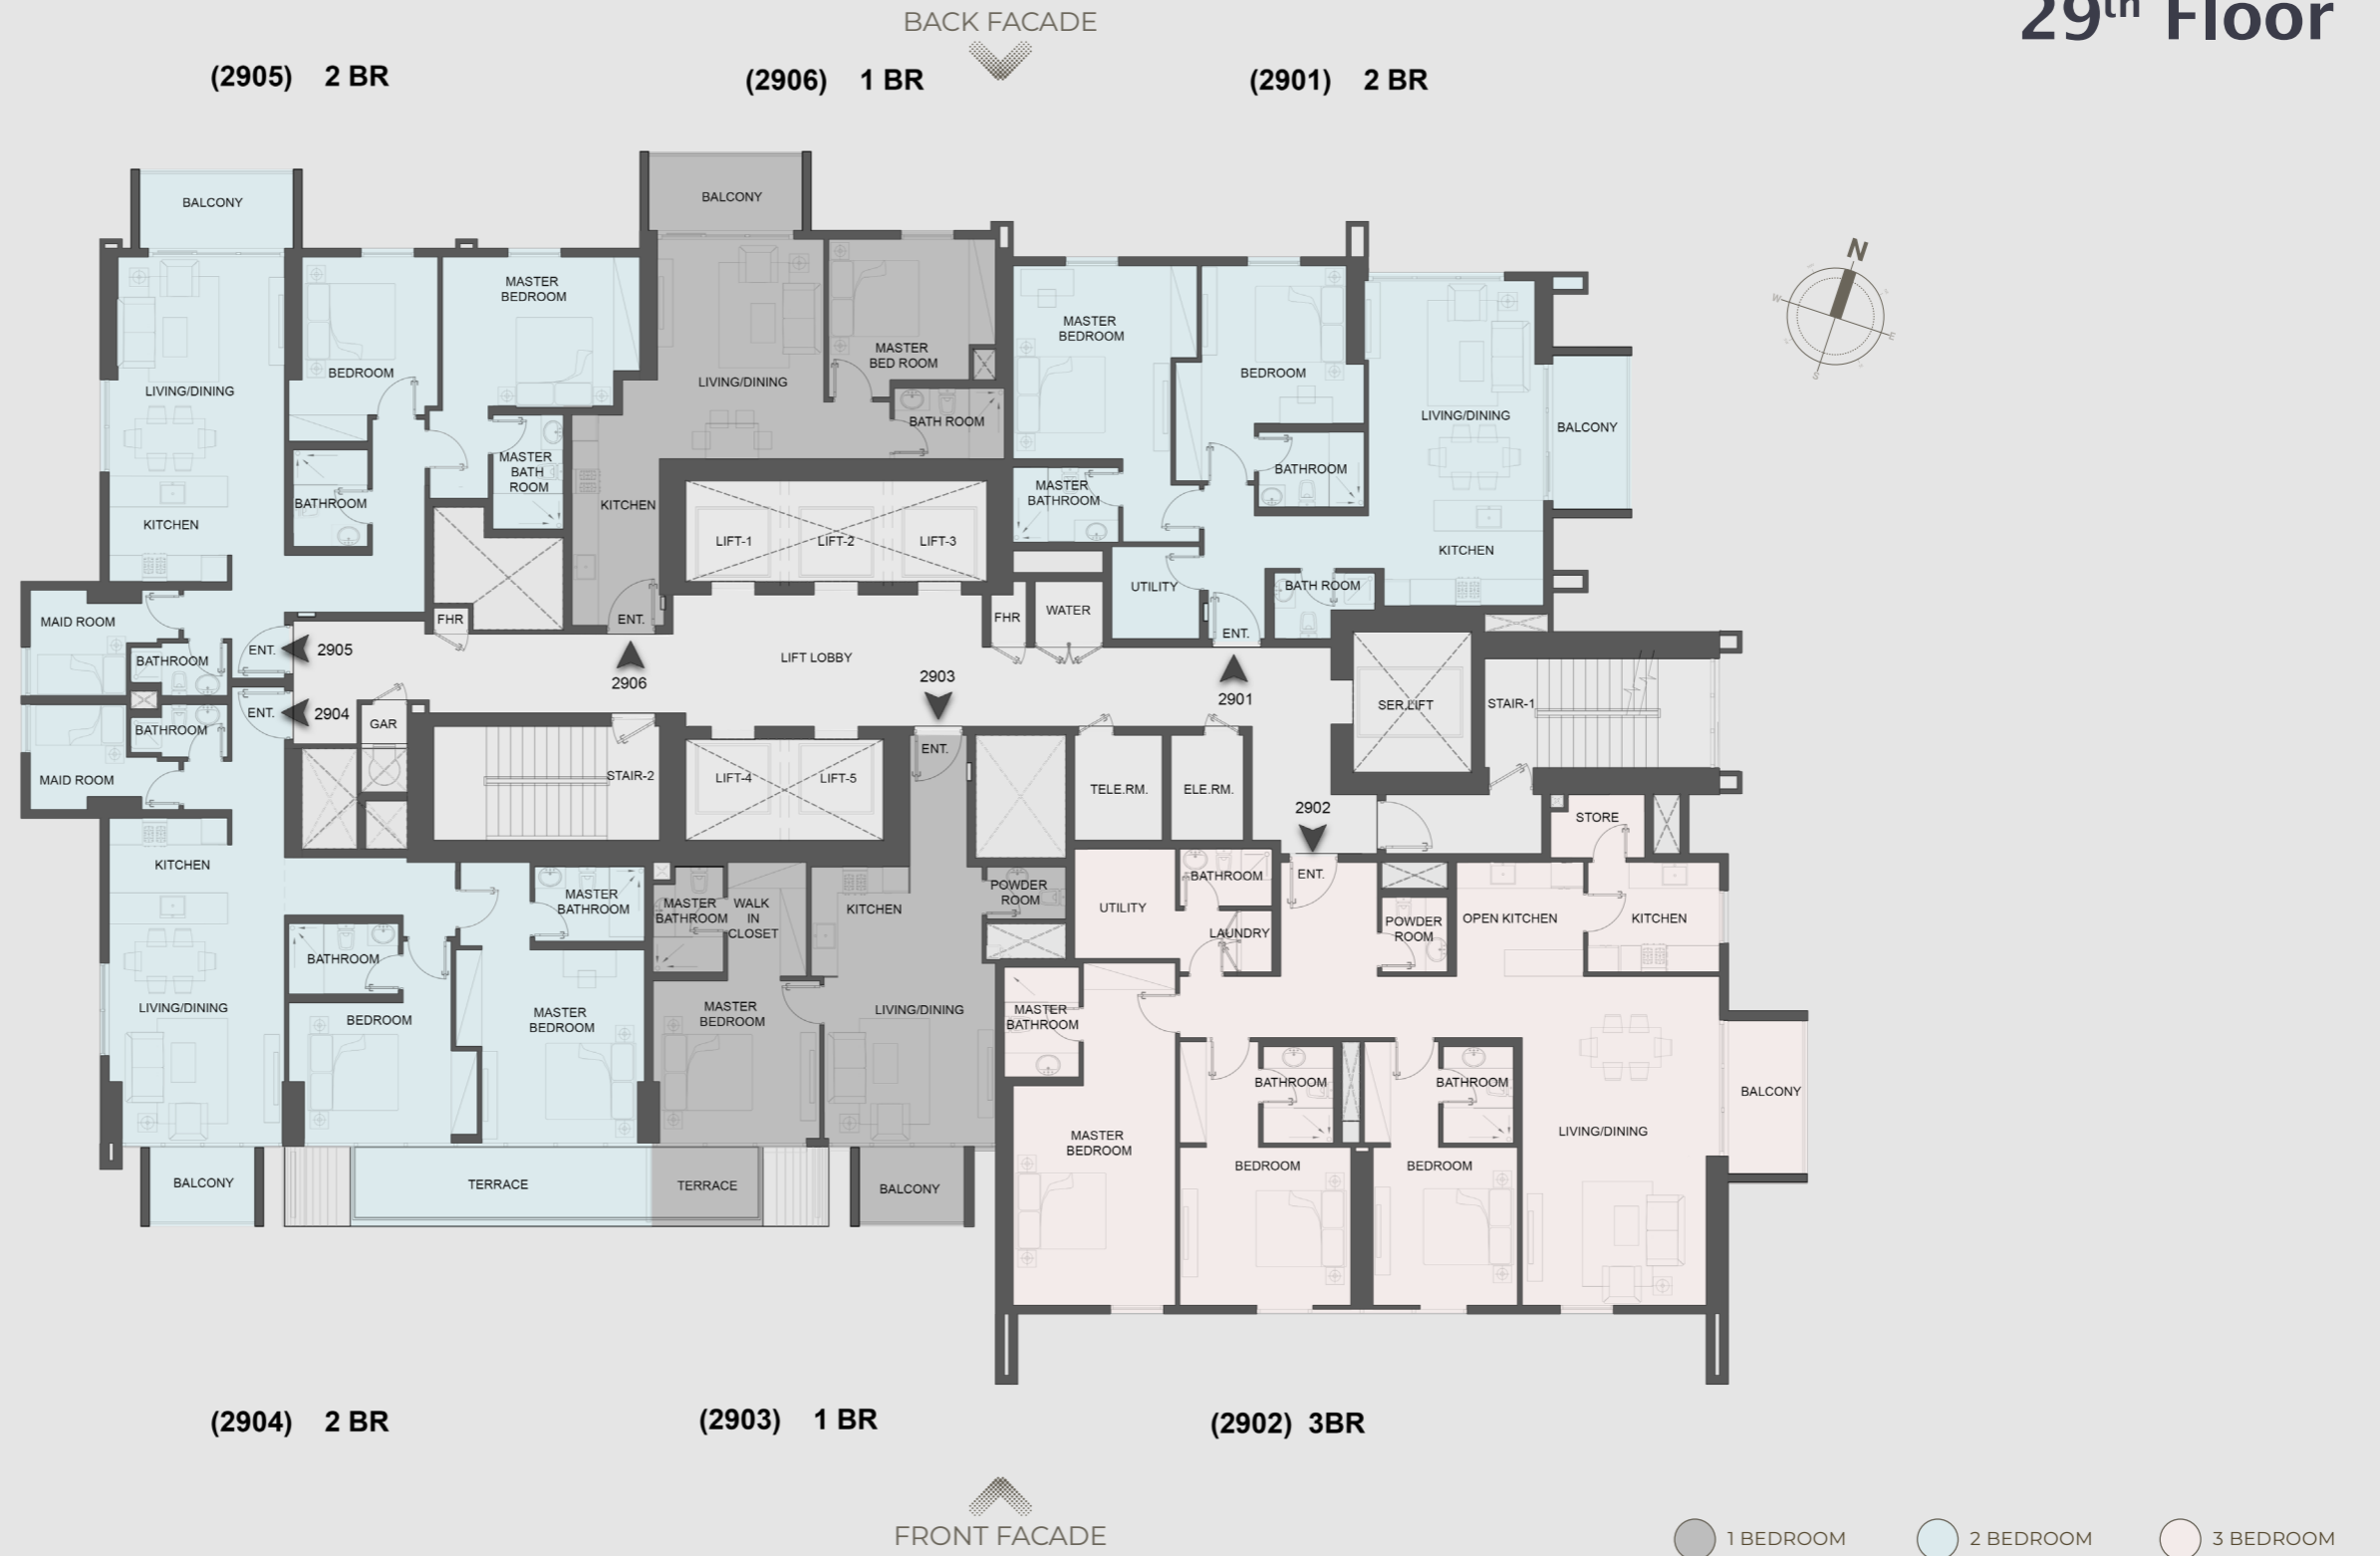 29th Floor
BACK FACADE
(2905) 2 BR
(2906) 1 BR
(2901) 2 BR
BALCONY
BALCONY
N
W
E
S
MASTER
BEDROOM
BEDROOM
LIVING/DINING
LIVING/DINING
MASTER
BED ROOM
MASTER
BEDROOM
BEDROOM
LIVING/DINING
BALCONY
BATH ROOM
MASTER
BATH
ROOM
BATHROOM
KITCHEN
KITCHEN
MASTER
BATHROOM
BATHROOM
LIFT-1
LIFT-2
LIFT-3
KITCHEN
UTILITY
BATH ROOM
MAID ROOM
FHR
ENT.
FHR
WATER
ENT.
BATHROOM
ENT.
2905
LIFT LOBBY
2906
2903
2901
ENT.
2904
GAR
BATHROOM
MAID ROOM
SER.LIFT
STAIR-1
STAIR-2
LIFT-4
LIFT-5
ENT.
TELE.RM.
ELE.RM.
2902
STORE
KITCHEN
MASTER
BATHROOM
MASTER
BATHROOM
WALK
IN
CLOSET
KITCHEN
POWDER
ROOM
UTILITY
BATHROOM
ENT.
LAUNDRY
POWDER
ROOM
OPEN KITCHEN
KITCHEN
BATHROOM
LIVING/DINING
BEDROOM
MASTER
BEDROOM
MASTER
BEDROOM
LIVING/DINING
MASTER
BATHROOM
BATHROOM
BATHROOM
BALCONY
MASTER
BEDROOM
BEDROOM
BEDROOM
LIVING/DINING
BALCONY
TERRACE
TERRACE
BALCONY
(2904) 2 BR
(2903) 1 BR
(2902) 3BR
FRONT FACADE
1 BEDROOM
2 BEDROOM
3 BEDROOM